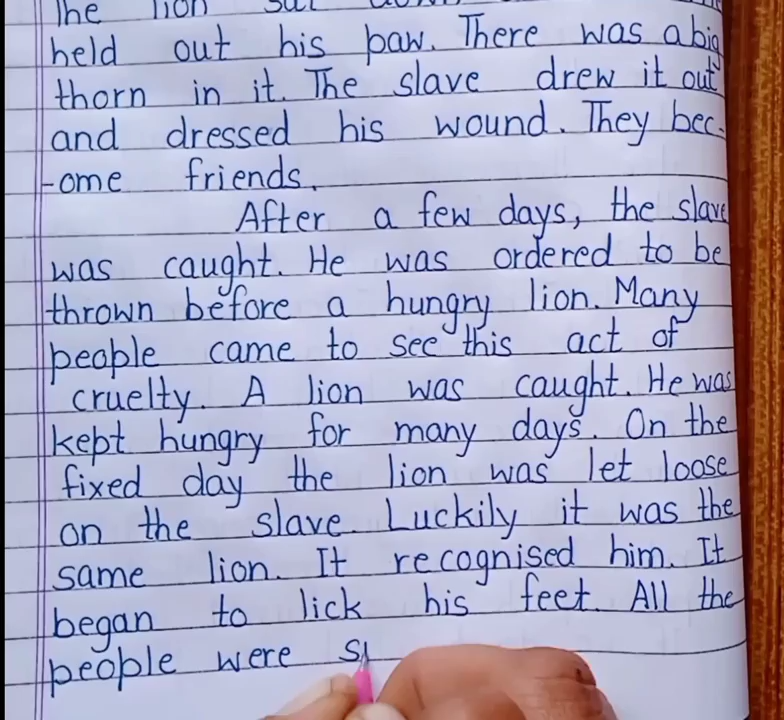 The lion sat down
held out his paw. There was a big
thorn in it. The slave drew it out
and dressed his wound. They bec-
-ome friends.
After a few days, the slave
was caught. He was ordered to be
thrown before a hungry lion. Many
people came to see this act of
cruelty. A lion was caught. He was
kept hungry for many days. On the
fixed day the lion was let loose
on the slave. Luckily it was the
same lion. It recognised him. It
began to lick his feet. All the
people were